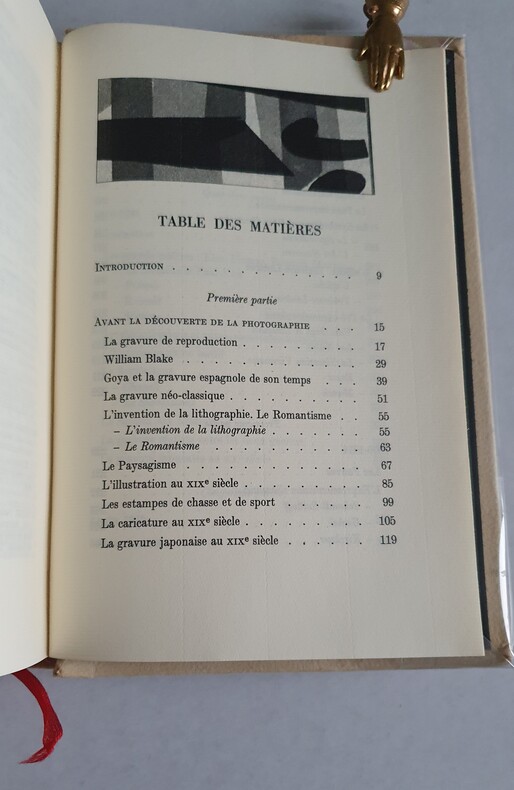 TABLE DES MATIÈRES
INTRODUCTION . . . . . . . . . . . . . . 9
Première partie
AVANT LA DÉCOUVERTE DE LA PHOTOGRAPHIE . . . 15
La gravure de reproduction . . . . . . . . . 17
William Blake . . . . . . . . . . . . . 29
Goya et la gravure espagnole de son temps . . . 39
La gravure néo-classique . . . . . . . . . . 51
L'invention de la lithographie. Le Romantisme . . 55
– L'invention de la lithographie . . . . . . . 55
– Le Romantisme . . . . . . . . . . . 63
Le Paysagisme . . . . . . . . . . . . . 67
L'illustration au XIXe siècle . . . . . . . . . 85
Les estampes de chasse et de sport . . . . . . 99
La caricature au XIXe siècle . . . . . . . . . 105
La gravure japonaise au XIXe siècle . . . . . . 119